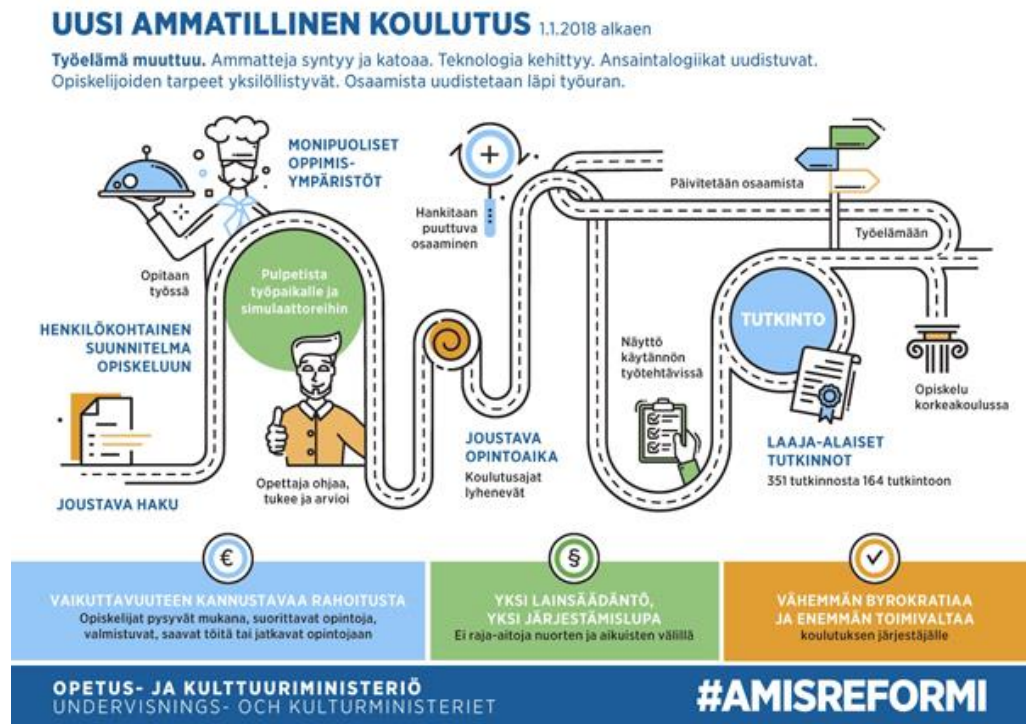 UUSI AMMATILLINEN KOULUTUS 1.1.2018 alkaen
Työelämä muuttuu. Ammatteja syntyy ja katoaa. Teknologia kehittyy. Ansaintalogiikat uudistuvat.
Opiskelijoiden tarpeet yksilöllistyvät. Osaamista uudistetaan läpi työuran.
MONIPUOLISET
OPPIMIS-
YMPÄRISTÖT
Opitaan
työssä
Pulpetista
työpaikalle ja
simulaattoreihin
HENKILÖKOHTAINEN
SUUNNITELMA
OPISKELUUN
JOUSTAVA HAKU
Opettaja ohjaa,
tukee ja arvioi
Hankitaan
puuttuva
osaaminen
JOUSTAVA
OPINTOAIKA
Koulutusajat
lyhenevät
Päivitetään osaamista
Työelämään
TUTKINTO
Näyttö
käytännön
työtehtävissä
Opiskelu
korkeakoulussa
LAAJA-ALAISET
TUTKINNOT
351 tutkinnosta 164 tutkintoon
€
VAIKUTTAVUUTEEN KANNUSTAVAA RAHOITUSTA
Opiskelijat pysyvät mukana, suorittavat opintoja,
valmistuvat, saavat töitä tai jatkavat opintojaan
§
YKSI LAINSÄÄDÄNTÖ,
YKSI JÄRJESTÄMISLUPA
Ei raja-aitoja nuorten ja aikuisten välillä
VÄHEMMÄN BYROKRATIAA
JA ENEMMÄN TOIMIVALTAA
koulutuksen järjestäjälle
OPETUS- JA KULTTUURIMINISTERIÖ
UNDERVISNINGS- OCH KULTURMINISTERIET
#AMISREFORMI